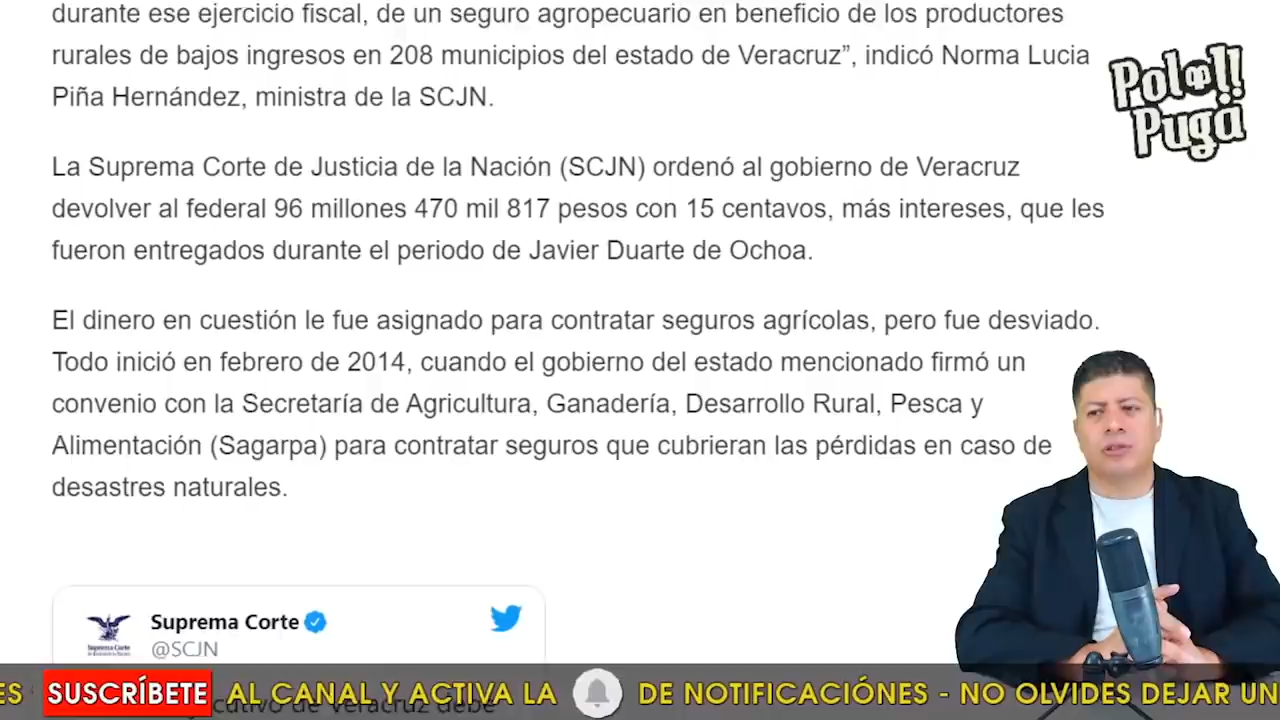 durante ese ejercicio fiscal, de un seguro agropecuario en beneficio de los productores
rurales de bajos ingresos en 208 municipios del estado de Veracruz”, indicó Norma Lucia
Piña Hernández, ministra de la SCJN.
Pol●!!
Puga
La Suprema Corte de Justicia de la Nación (SCJN) ordenó al gobierno de Veracruz
devolver al federal 96 millones 470 mil 817 pesos con 15 centavos, más intereses, que les
fueron entregados durante el periodo de Javier Duarte de Ochoa.
El dinero en cuestión le fue asignado para contratar seguros agrícolas, pero fue desviado.
Todo inició en febrero de 2014, cuando el gobierno del estado mencionado firmó un
convenio con la Secretaría de Agricultura, Ganadería, Desarrollo Rural, Pesca y
Alimentación (Sagarpa) para contratar seguros que cubrieran las pérdidas en caso de
desastres naturales.
Suprema Corte
Suprema Corte
@SCJN
ES SUSCRÍBETE AL CANAL Y ACTIVA LA DE NOTIFICACIÓNES - NO OLVIDES DEJAR UN
de Veracruz debe